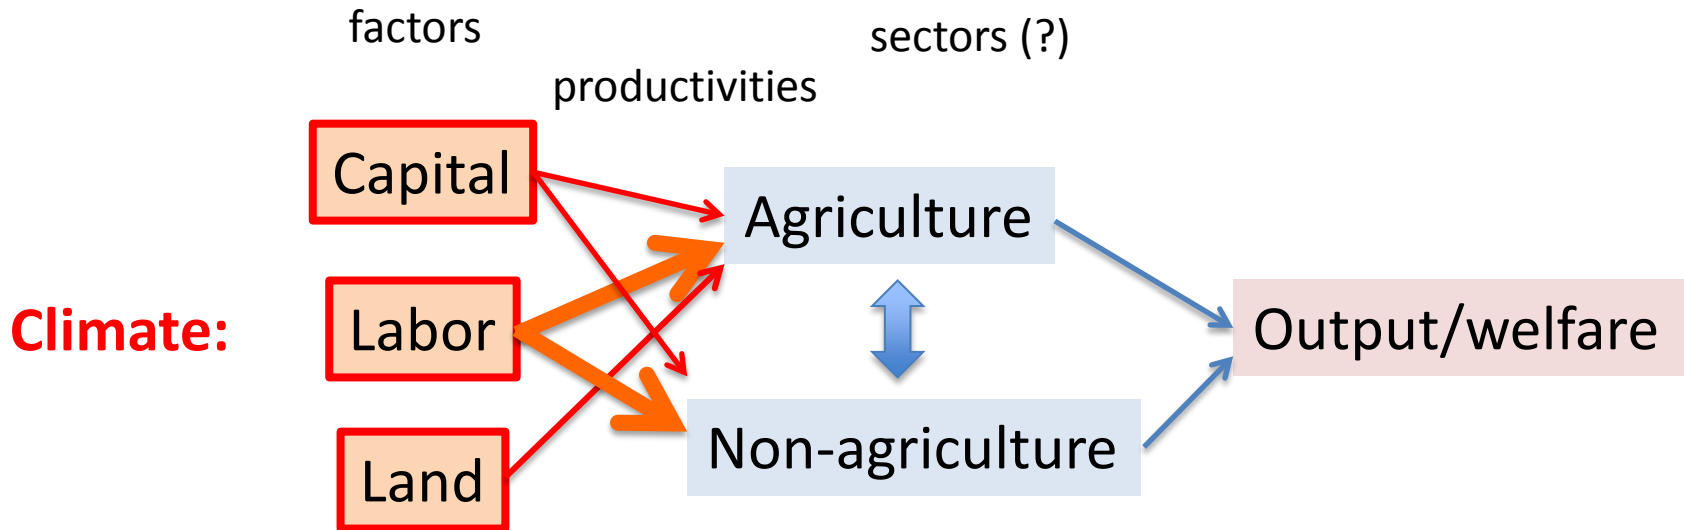 factors
sectors (?)
productivities
Capital
Agriculture
Climate:
Labor
Output/welfare
Non-agriculture
Land